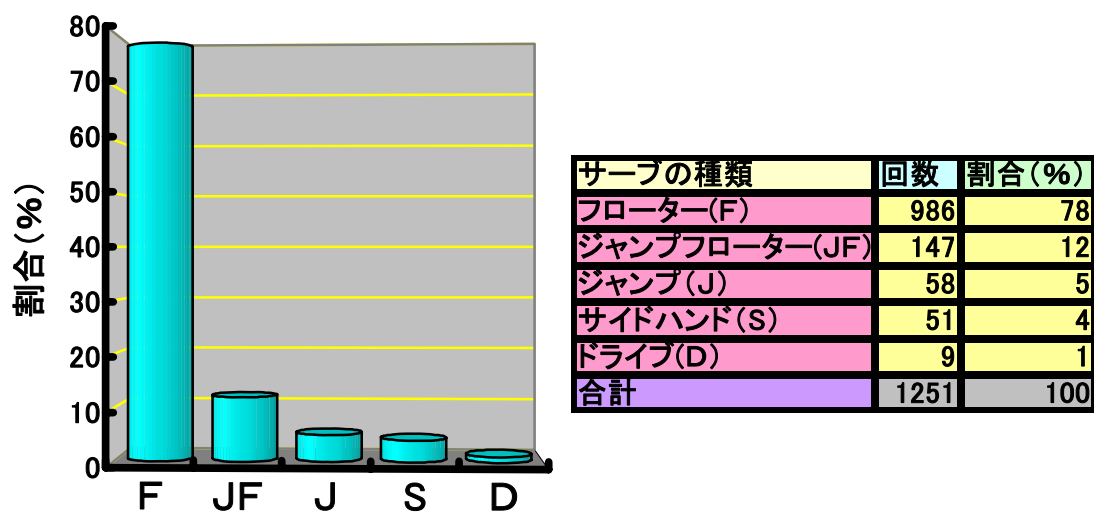 80
70
60
50
40
30
20
10
0
割合(%)
F JF J S D
サーブの種類 回数 割合(%)
フローター(F) 986 78
ジャンプフローター(JF) 147 12
ジャンプ(J) 58 5
サイドハンド(S) 51 4
ドライブ(D) 9 1
合計 1251 100